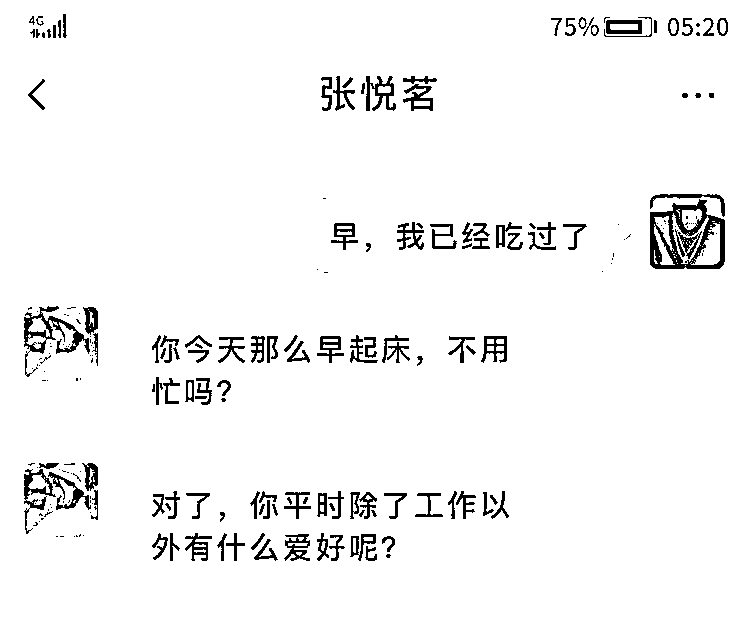 4G 75% 05:20
张悦茗
早，我已经吃过了
你今天那么早起床，不用
忙吗？
对了，你平时除了工作以
外有什么爱好呢？